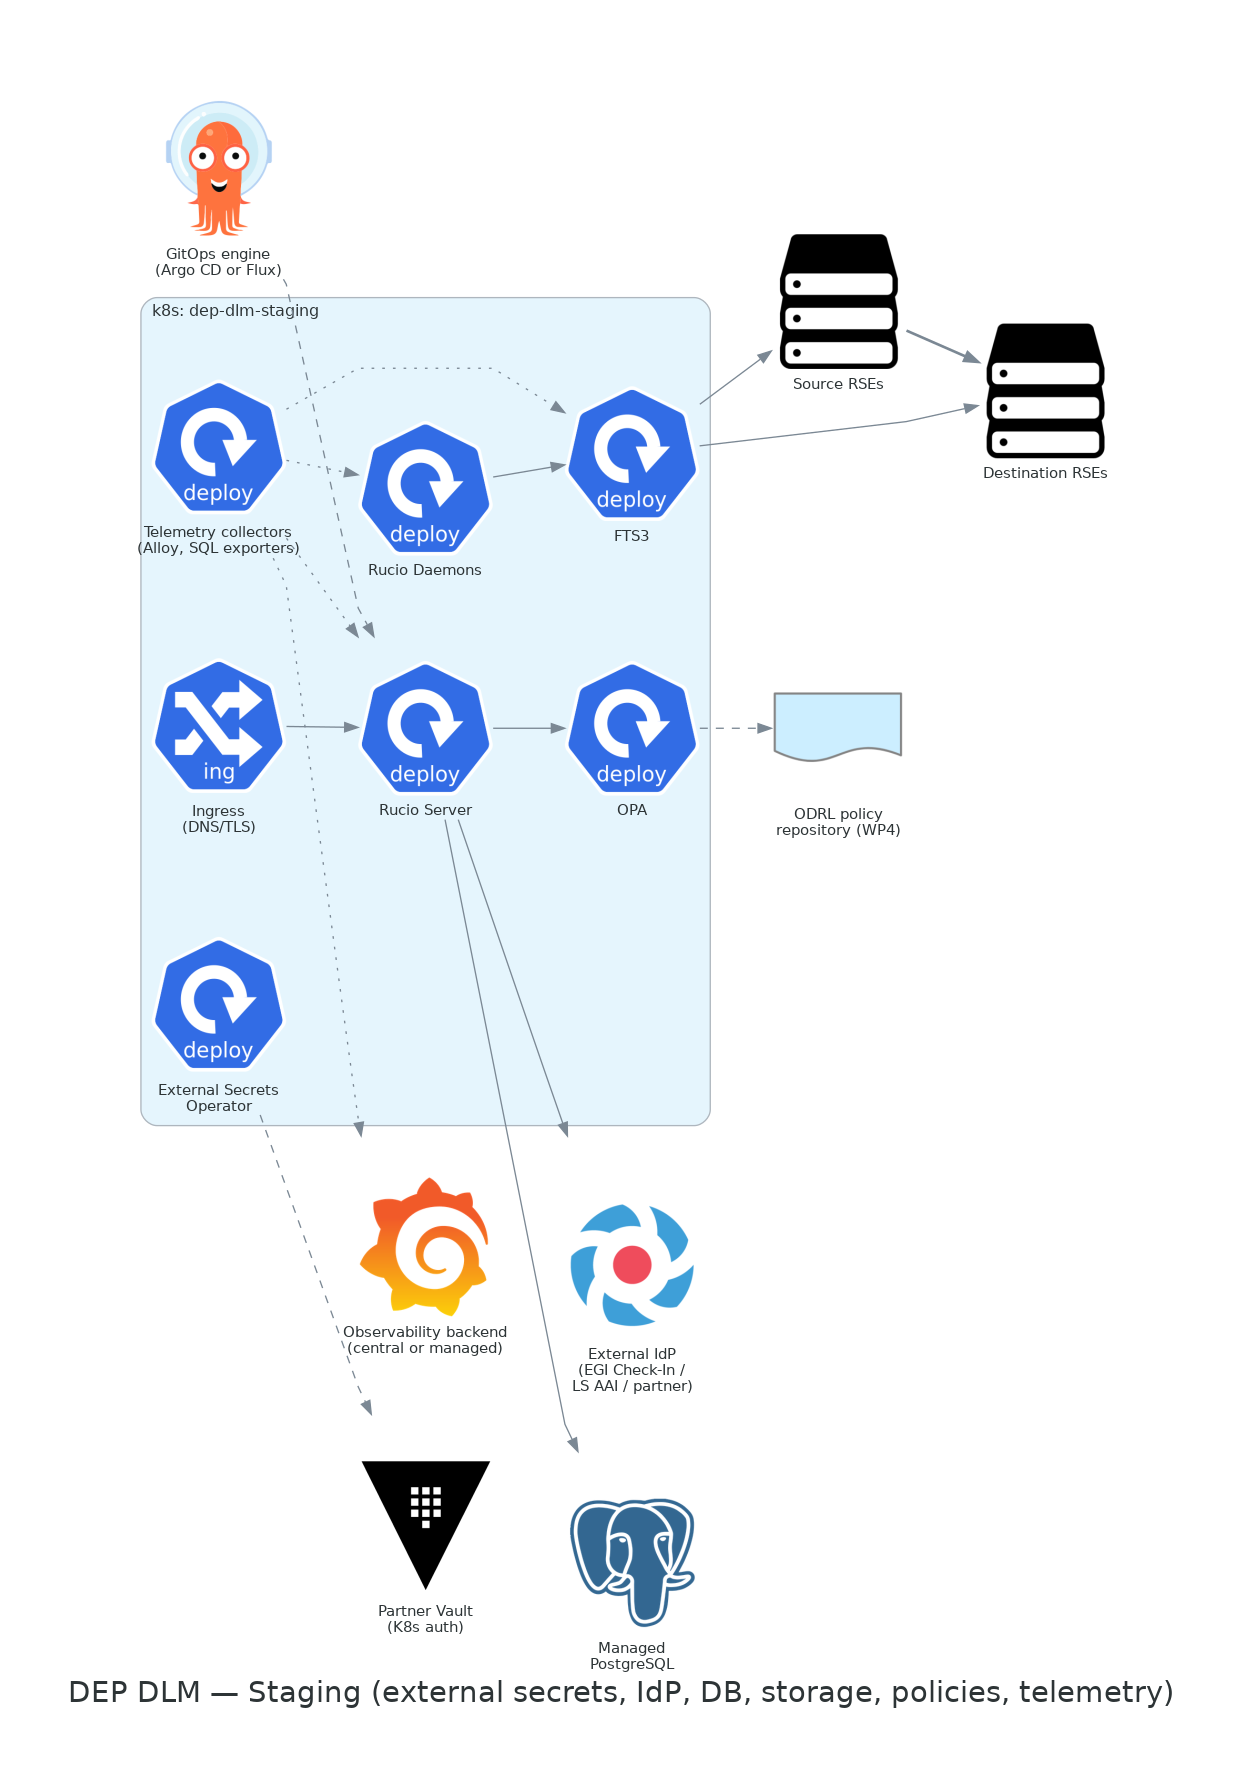 GitOps engine
(Argo CD or Flux)
k8s: dep-dlm-staging
Source RSEs
Destination RSEs
deploy
Telemetry collectors
(Alloy, SQL exporters)
deploy
Rucio Daemons
deploy
FTS3
ing
Ingress
(DNS/TLS)
deploy
Rucio Server
deploy
OPA
ODRL policy
repository (WP4)
deploy
External Secrets
Operator
Observability backend
(central or managed)
External IdP
(EGI Check-In /
LS AAI / partner)
Partner Vault
(K8s auth)
Managed
PostgreSQL
DEP DLM — Staging (external secrets, IdP, DB, storage, policies, telemetry)